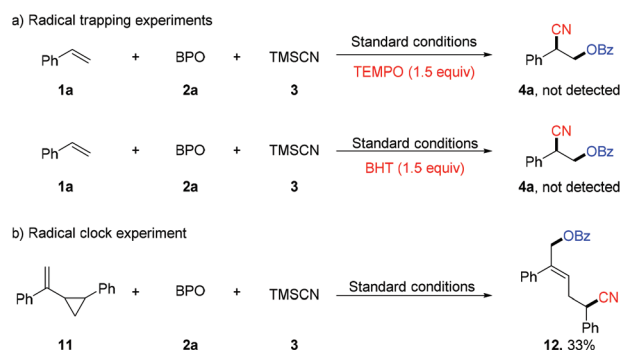 a) Radical trapping experiments
Ph + BPO + TMSCN Standard conditions TEMPO (1.5 equiv) CN Ph OBz
1a 2a 3 4a, not detected
Ph + BPO + TMSCN Standard conditions BHT (1.5 equiv) CN Ph OBz
1a 2a 3 4a, not detected
b) Radical clock experiment
Ph Ph + BPO + TMSCN Standard conditions OBz Ph CN Ph
11 2a 3 12, 33%